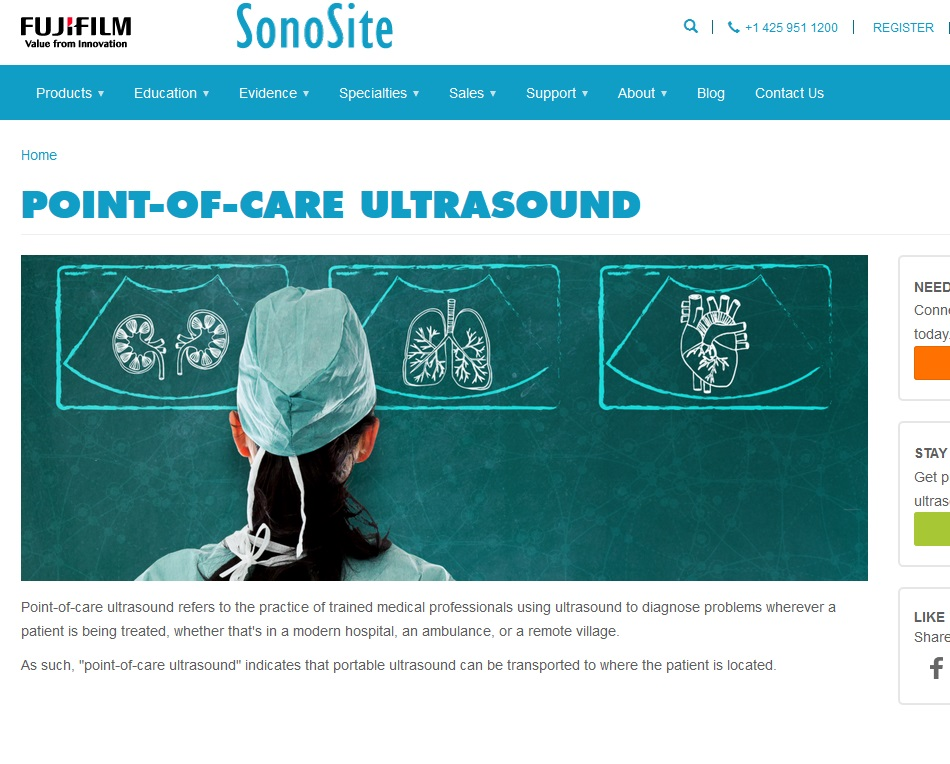 FUJIFILM
Value from Innovation
SonoSite
+1 425 951 1200
REGISTER
Products
Education
Evidence
Specialties
Sales
Support
About
Blog
Contact Us
Home
POINT-OF-CARE ULTRASOUND
Point-of-care ultrasound refers to the practice of trained medical professionals using ultrasound to diagnose problems wherever a
patient is being treated, whether that's in a modern hospital, an ambulance, or a remote village.
As such, "point-of-care ultrasound" indicates that portable ultrasound can be transported to where the patient is located.
NEED
Conne
today.
STAY
Get p
ultras
LIKE
Share